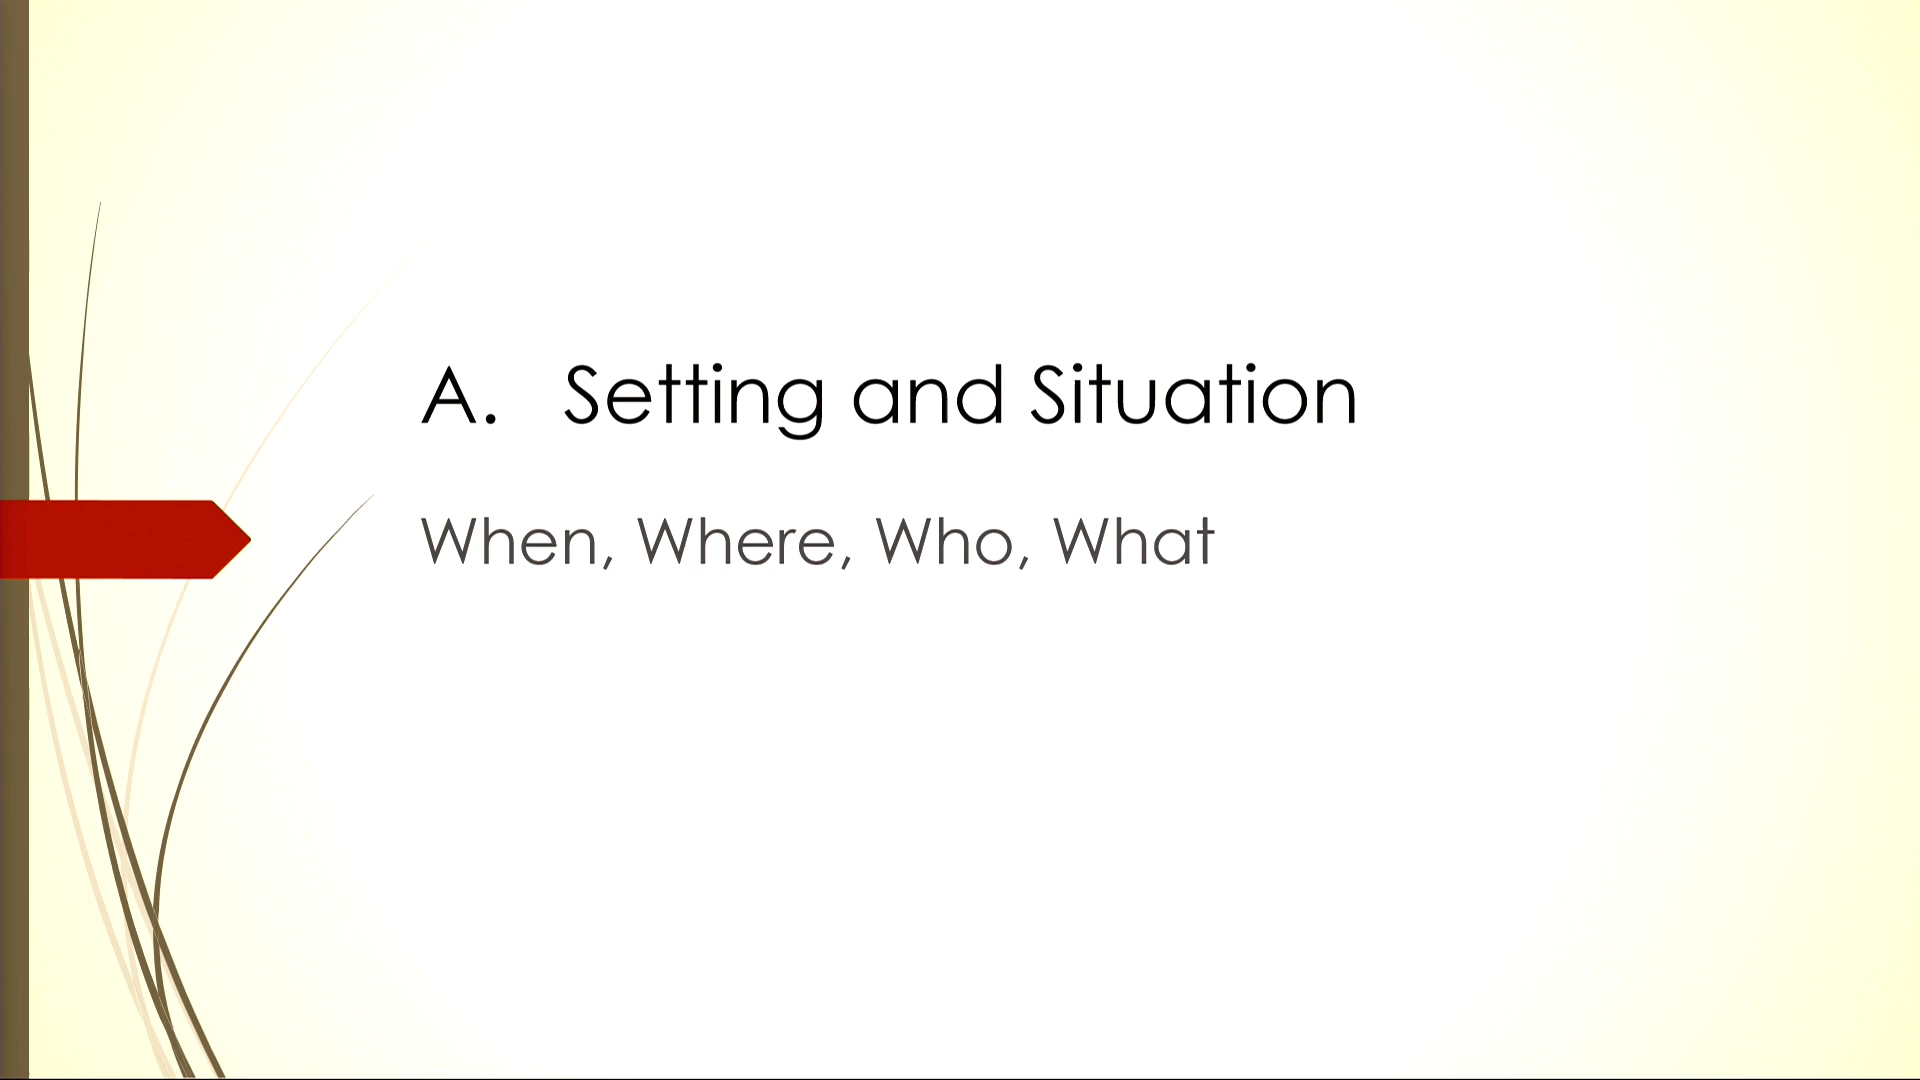 A. Setting and Situation
When, Where, Who, What